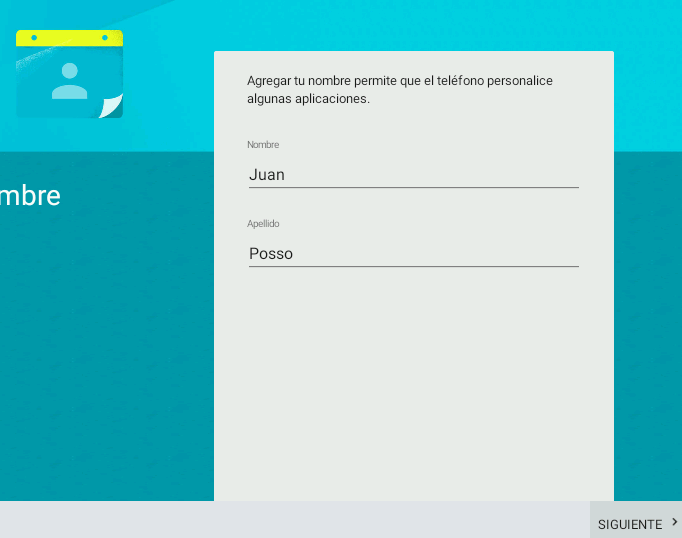 mbre
Agregar tu nombre permite que el teléfono personalice
algunas aplicaciones.
Nombre
Juan
Apellido
Posso
SIGUIENTE